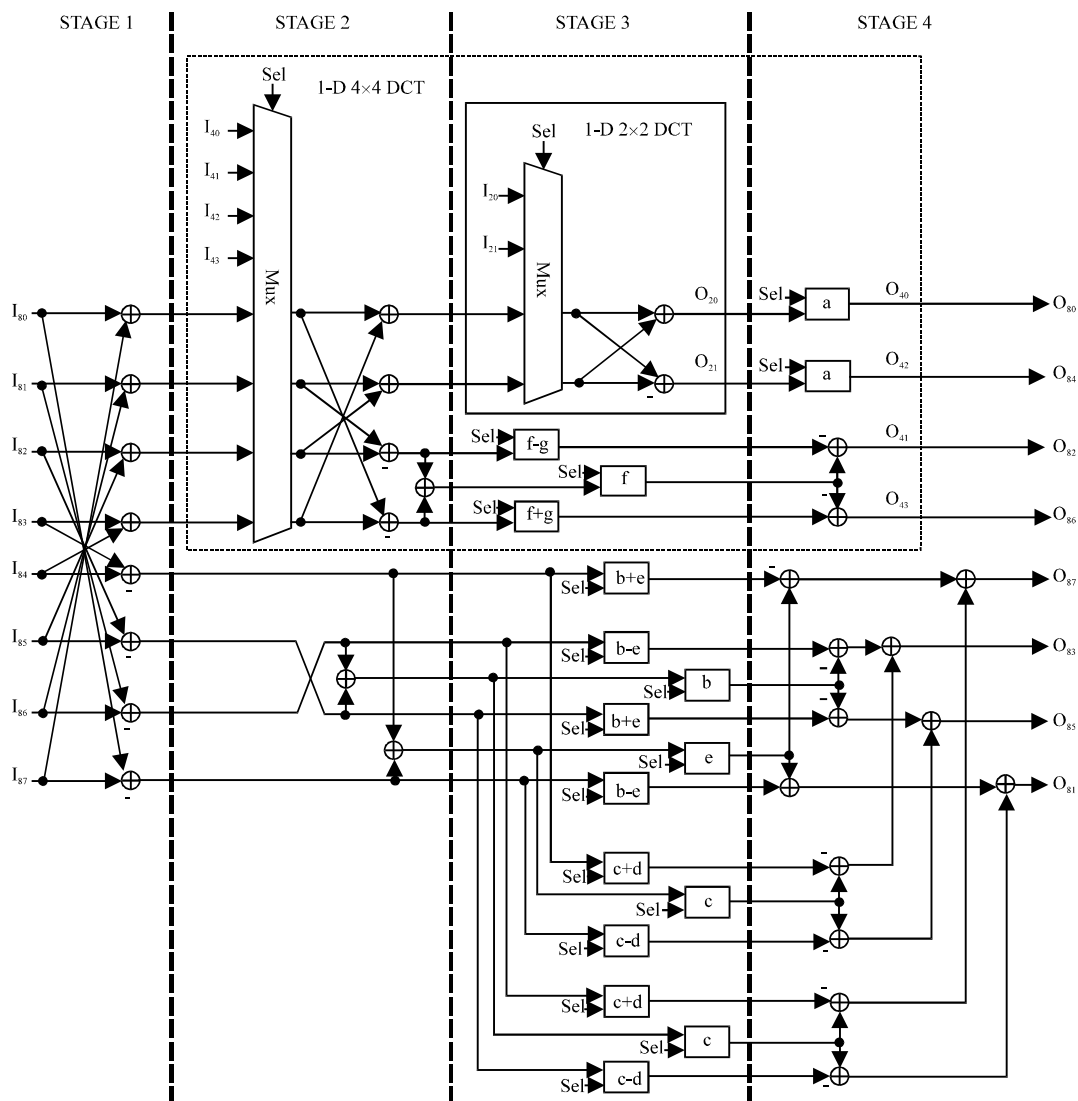 STAGE 1 STAGE 2 STAGE 3 STAGE 4
Sel 1-D 4×4 DCT
I₄₀
Sel 1-D 2×2 DCT
I₄₁
I₂₀
I₄₂
I₂₁
I₄₃
Mux
Mux
I₈₀ O₂₀ Sel a O₄₀ O₈₀
I₈₁ O₂₁ Sel a O₄₂ O₈₄
I₈₂ Sel f-g - O₄₁ O₈₂
- Sel f
I₈₃ Sel f+g - O₄₃ O₈₆
-
I₈₄ - Sel b+e - O₈₇
I₈₅ - Sel b-e - O₈₃
Sel b -
I₈₆ - Sel b+e - - O₈₅
Sel e
I₈₇ - Sel b-e O₈₁
Sel c+d -
Sel c
Sel c-d -
Sel c+d -
Sel c
Sel c-d -